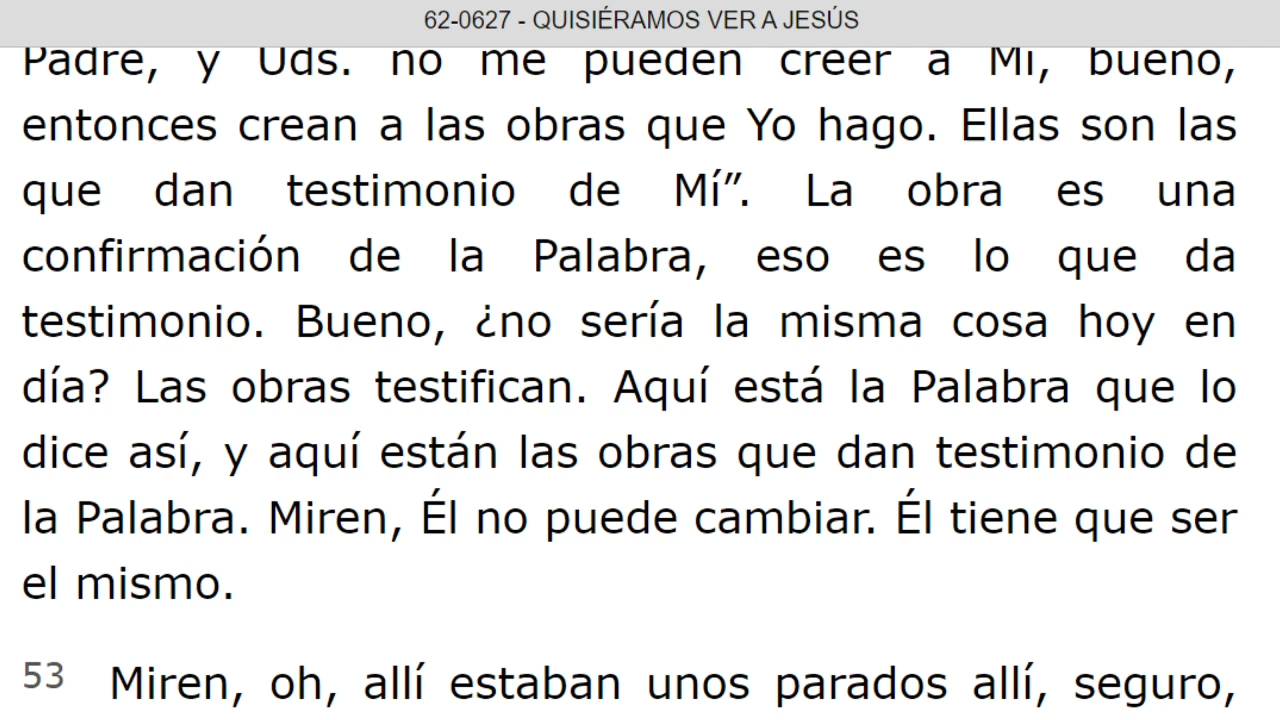 62-0627 - QUISIÉRAMOS VER A JESÚS
Padre, y Uds. no me pueden creer a Mí, bueno,
entonces crean a las obras que Yo hago. Ellas son las
que dan testimonio de Mí”. La obra es una
confirmación de la Palabra, eso es lo que da
testimonio. Bueno, ¿no sería la misma cosa hoy en
día? Las obras testifican. Aquí está la Palabra que lo
dice así, y aquí están las obras que dan testimonio de
la Palabra. Miren, Él no puede cambiar. Él tiene que ser
el mismo.
53 Miren, oh, allí estaban unos parados allí, seguro,